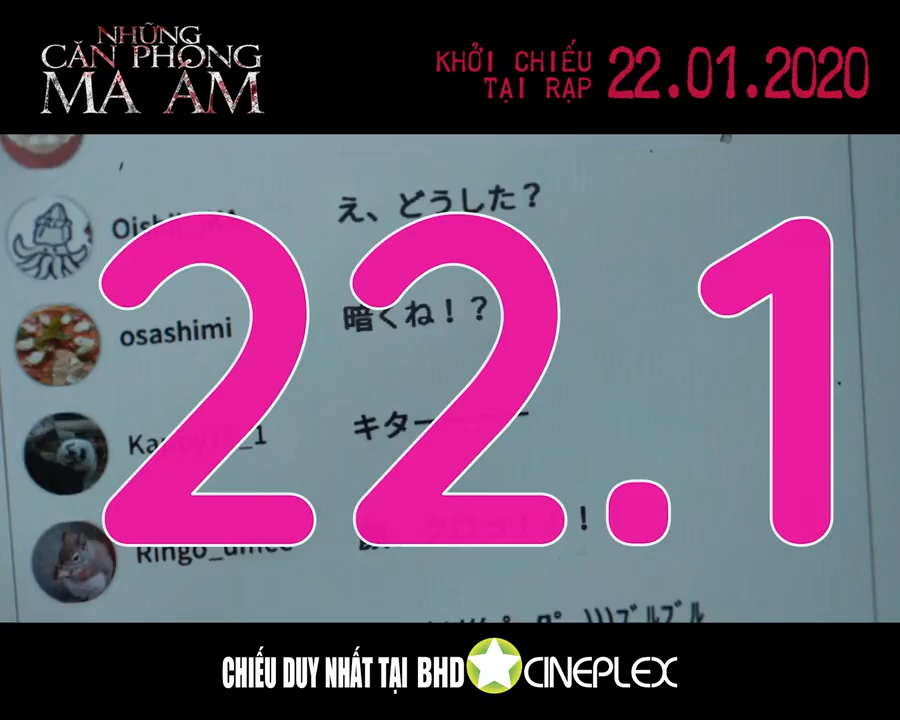 NHỮNG
CĂN PHÒNG
MA ÁM
KHỞI CHIẾU
TẠI RẠP 22.01.2020
え、どうした?
osashimi
暗くね!?
キター
22.1
CHIẾU DUY NHẤT TẠI BHD CINEPLEX